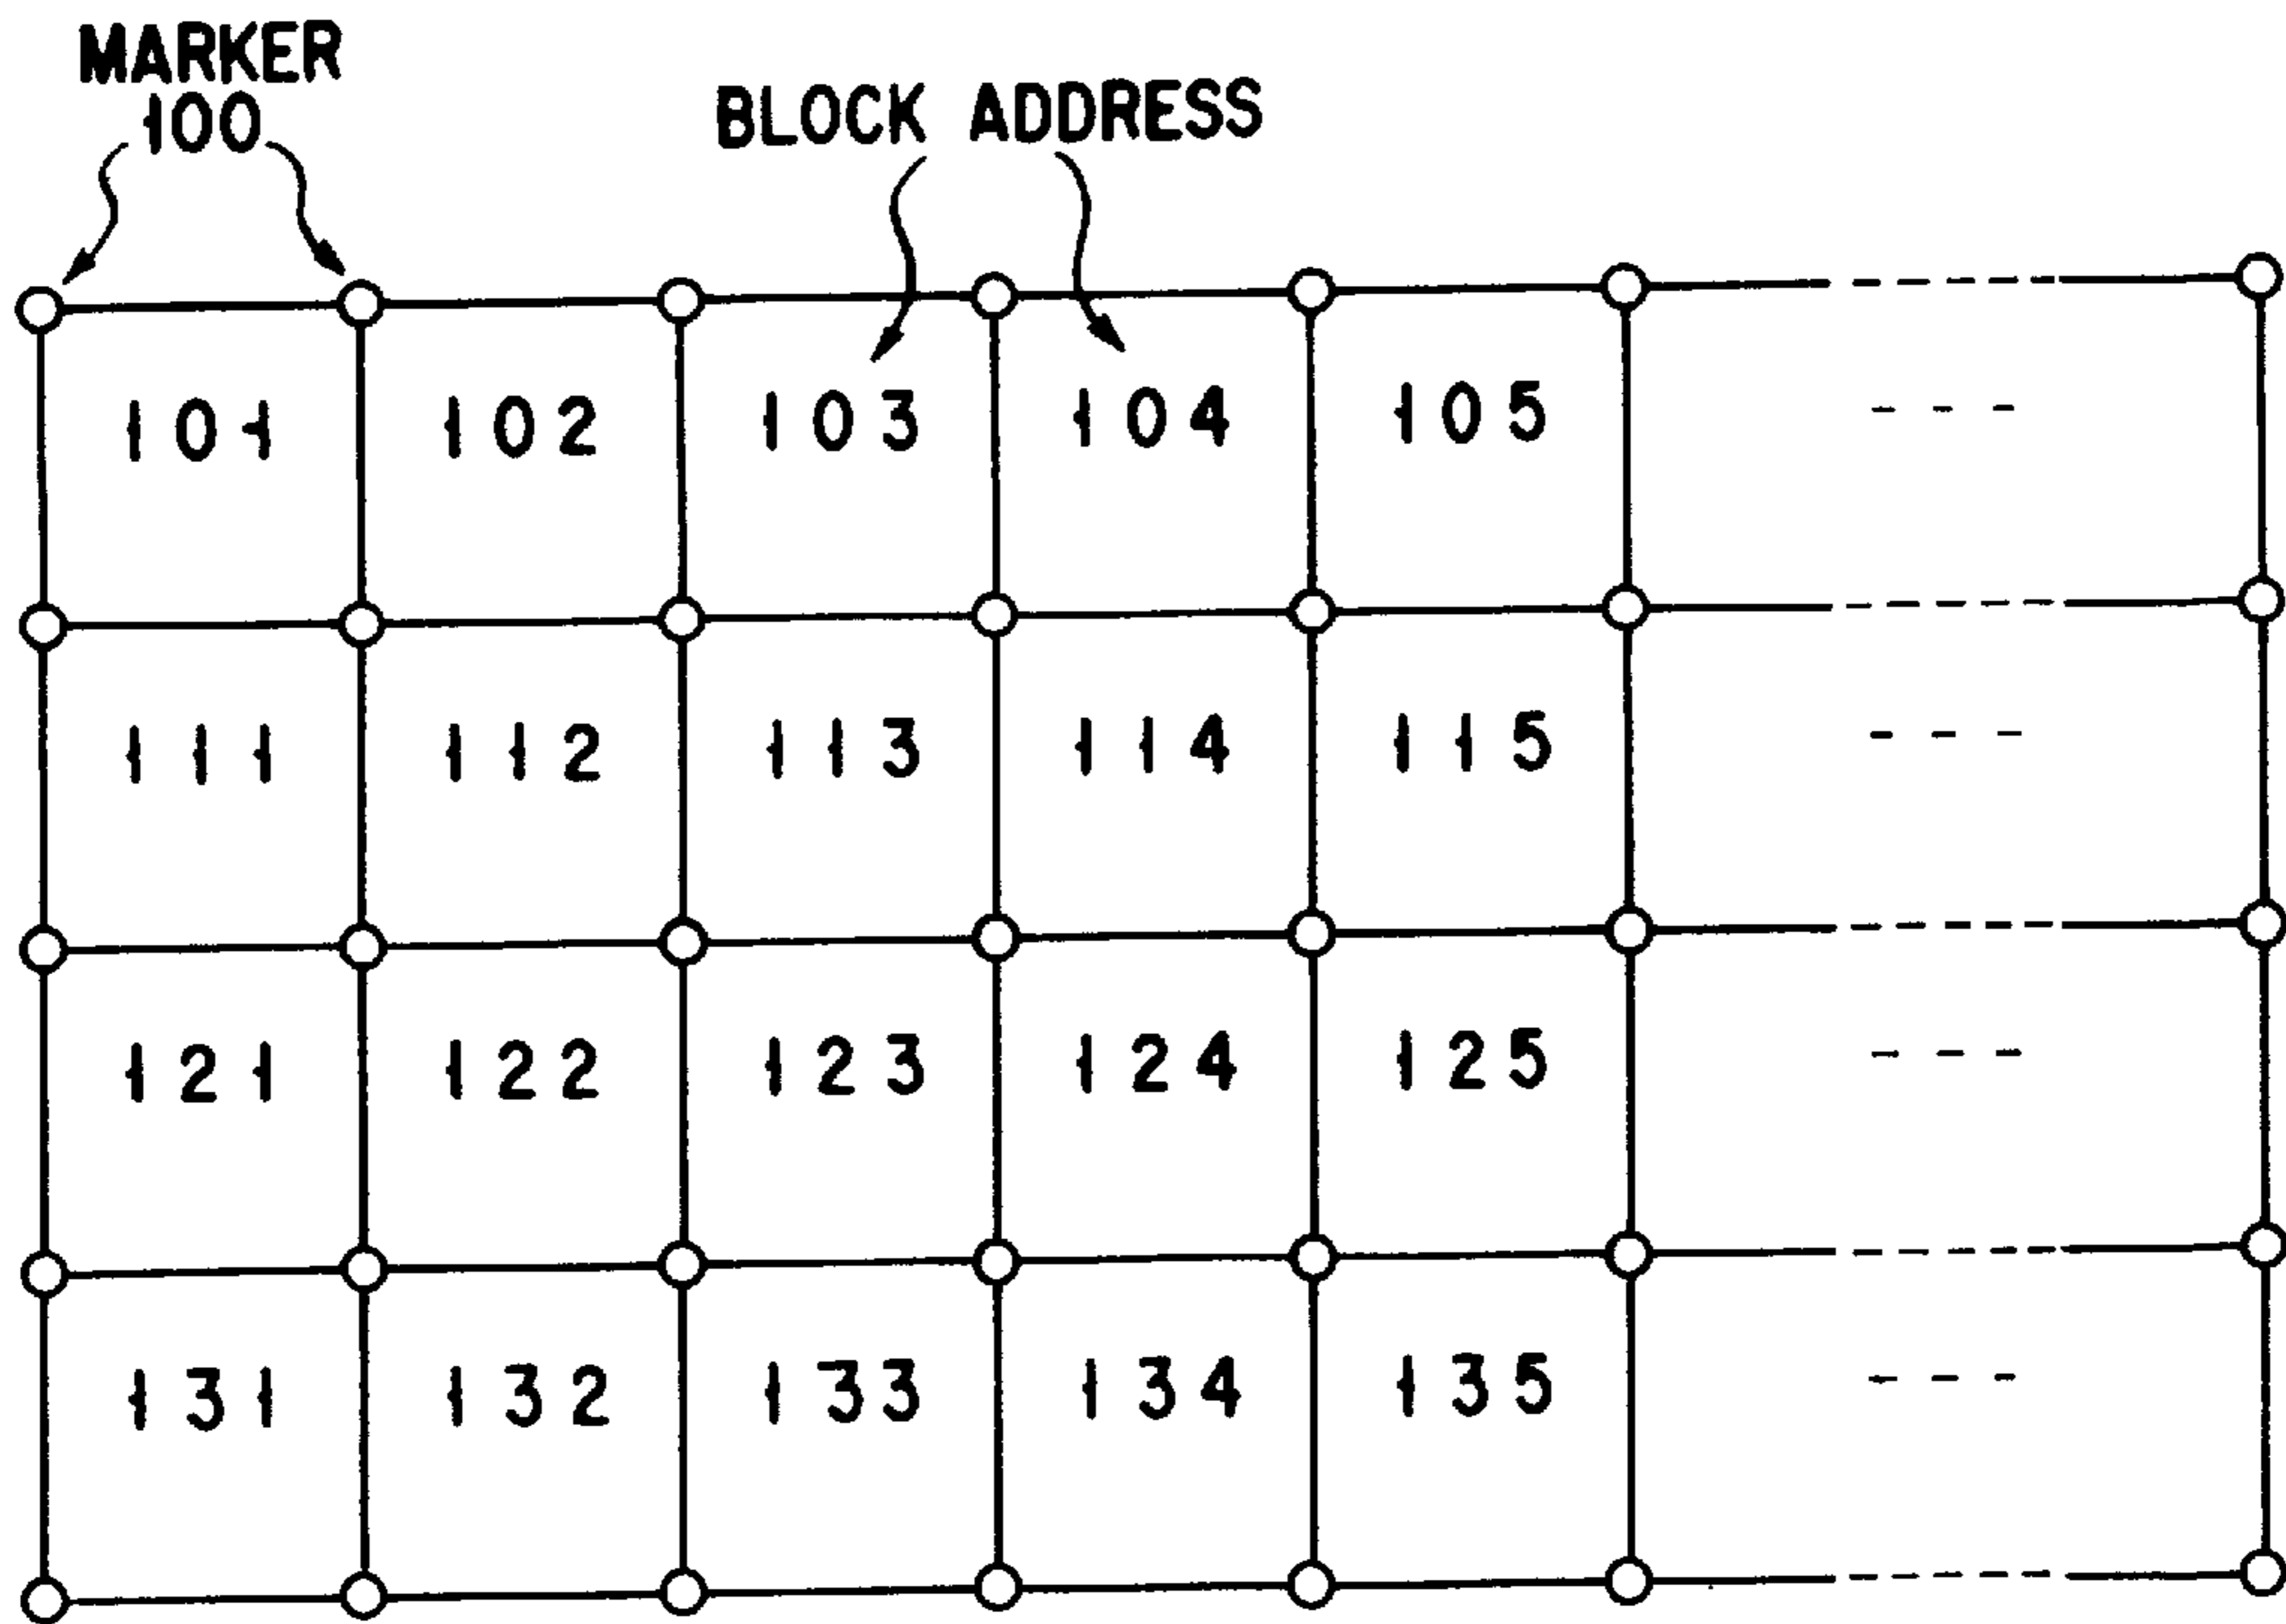 MARKER
100
BLOCK ADDRESS
101 102 103 104 105 - - -
111 112 113 114 115 - - -
121 122 123 124 125 - - -
131 132 133 134 135 - - -